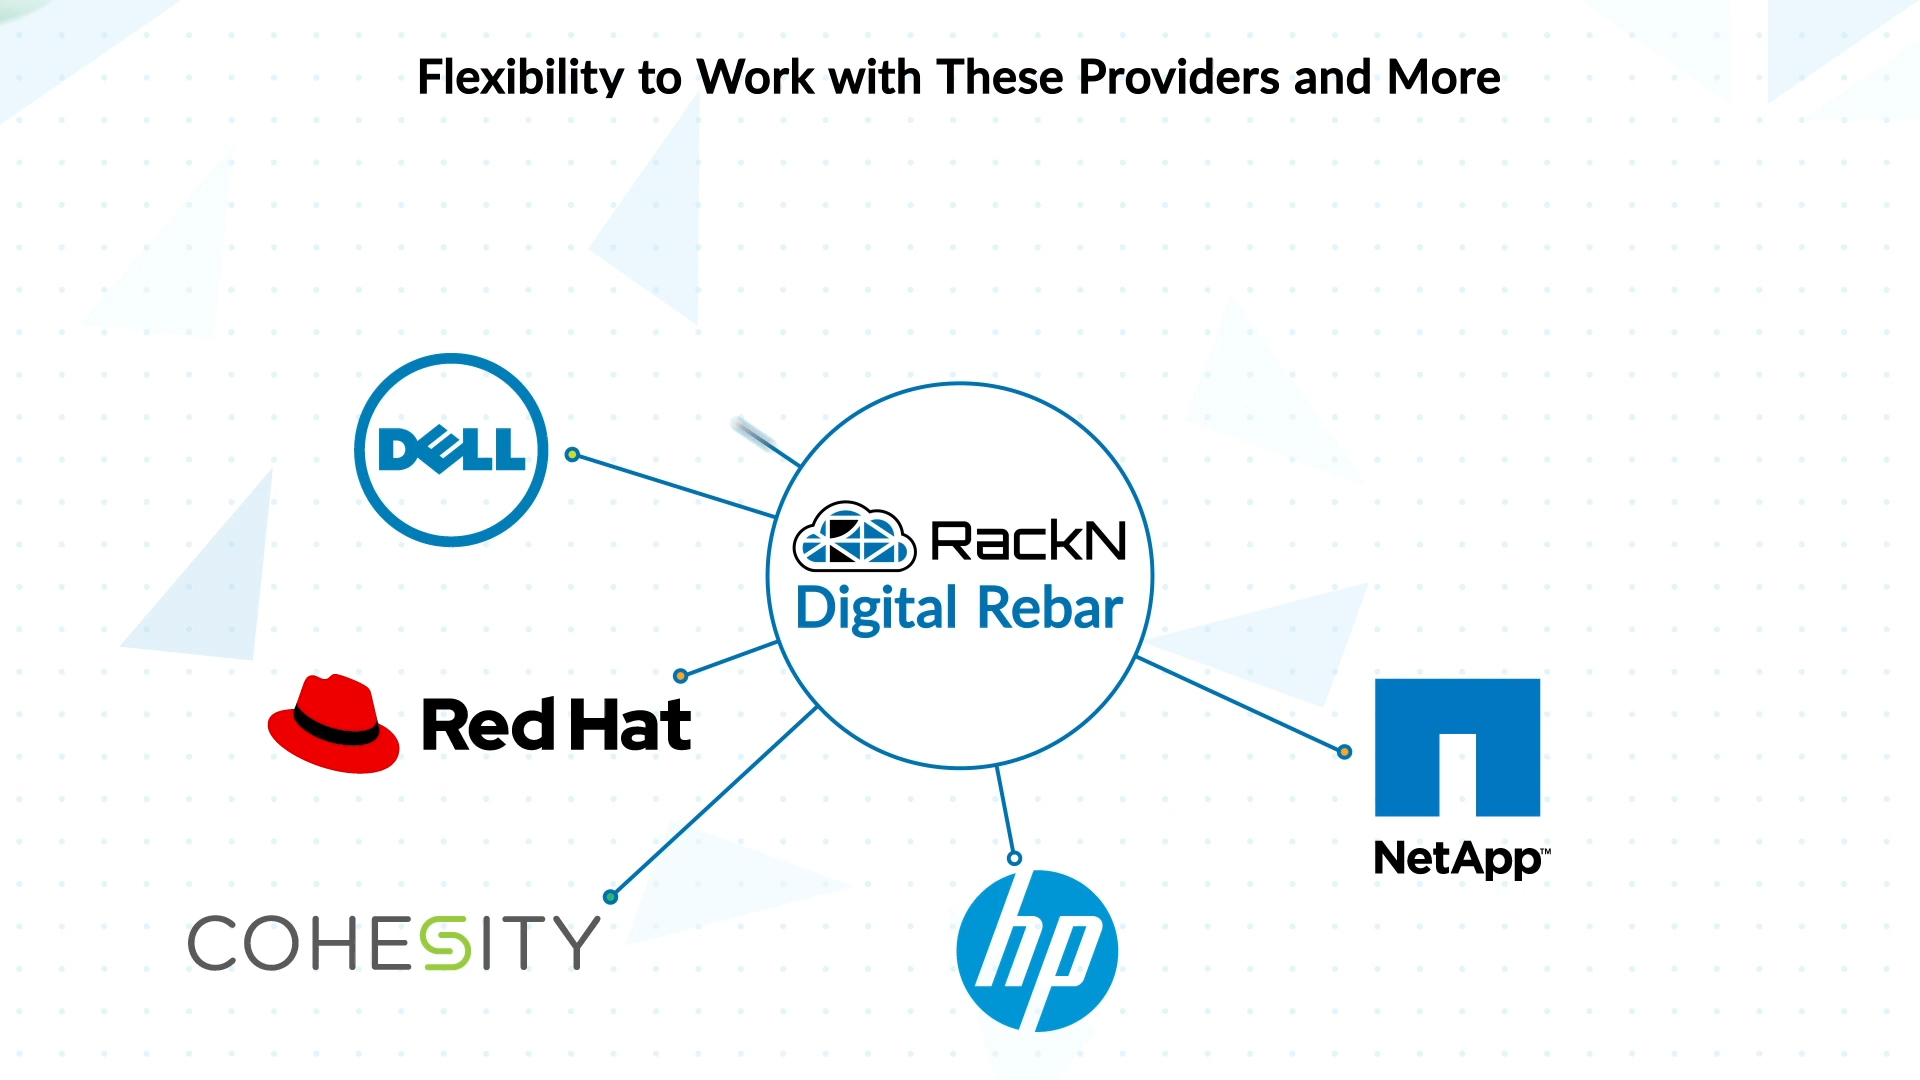 Flexibility to Work with These Providers and More
DELL
RackN
Digital Rebar
Red Hat
NetApp™
COHESITY
hp